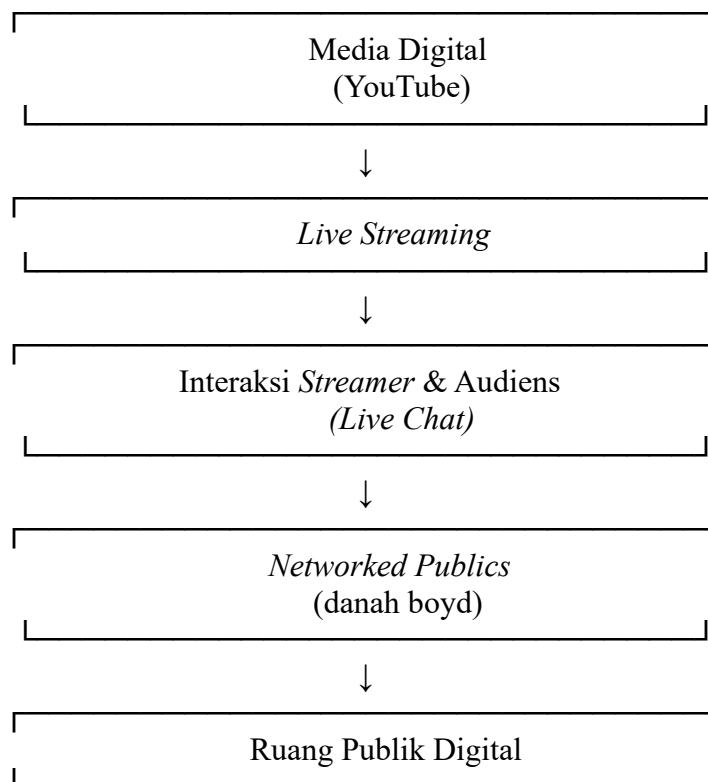 Media Digital
(YouTube)
↓
Live Streaming
↓
Interaksi Streamer & Audiens
(Live Chat)
↓
Networked Publics
(danah boyd)
↓
Ruang Publik Digital